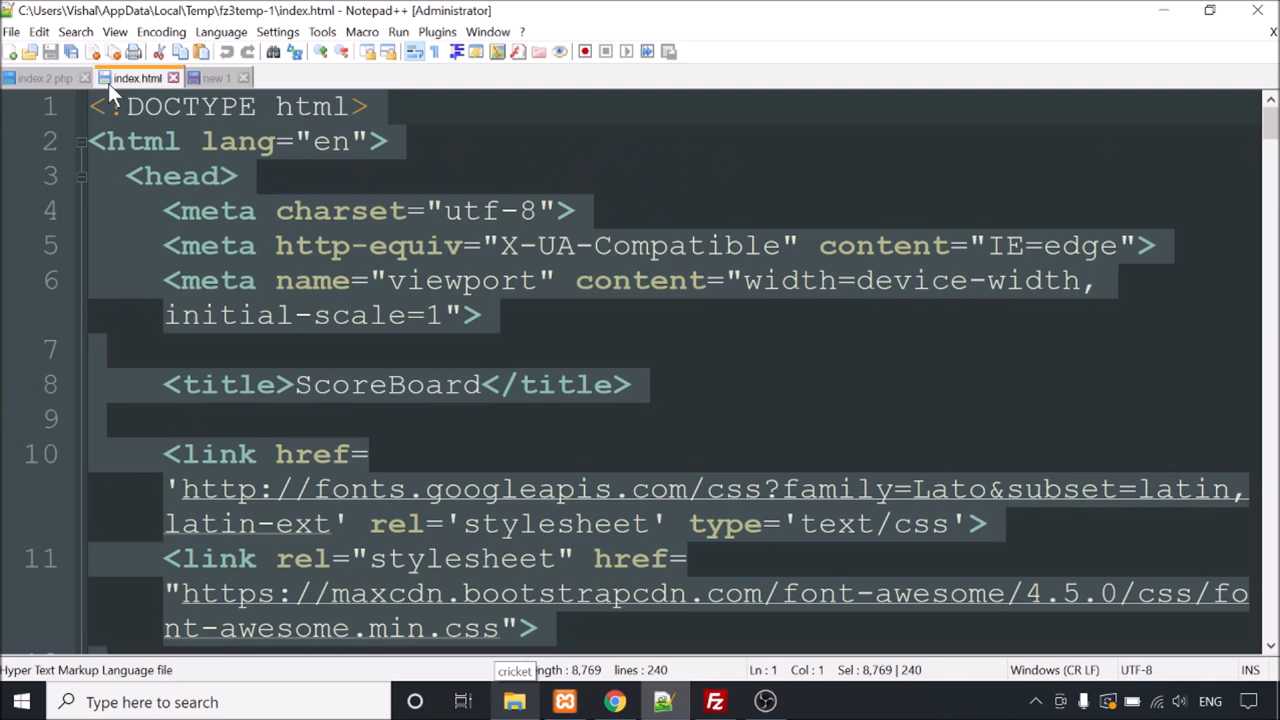 C:\Users\Vishal\AppData\Local\Temp\fz3temp-1\index.html - Notepad++ [Administrator]
File Edit Search View Encoding Language Settings Tools Macro Run Plugins Window ? X
index 2.php index.html new 1
1 <!DOCTYPE html>
2 <html lang="en">
3 <head>
4 <meta charset="utf-8">
5 <meta http-equiv="X-UA-Compatible" content="IE=edge">
6 <meta name="viewport" content="width=device-width,
initial-scale=1">
7
8 <title>ScoreBoard</title>
9
10 <link href=
'http://fonts.googleapis.com/css?family=Lato&subset=latin,
latin-ext' rel='stylesheet' type='text/css'>
11 <link rel="stylesheet" href=
"https://maxcdn.bootstrapcdn.com/font-awesome/4.5.0/css/fo
nt-awesome.min.css">
Hyper Text Markup Language file cricket ngth : 8,769 lines : 240 Ln : 1 Col : 1 Sel : 8,769 | 240 Windows (CR LF) UTF-8 INS
Type here to search ENG